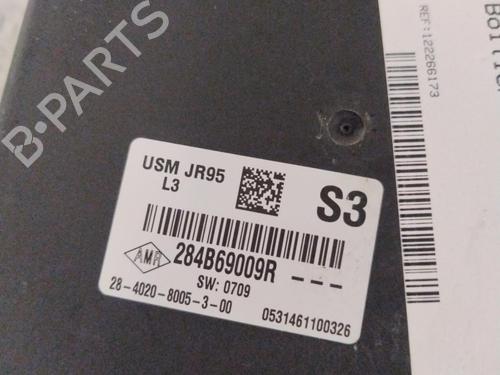 B-PARTS
USM JR95
L3
S3
AMR
284B69009R
---
SW: 0709
28-4020-8005-3-00
0531461100326
REF:122266173